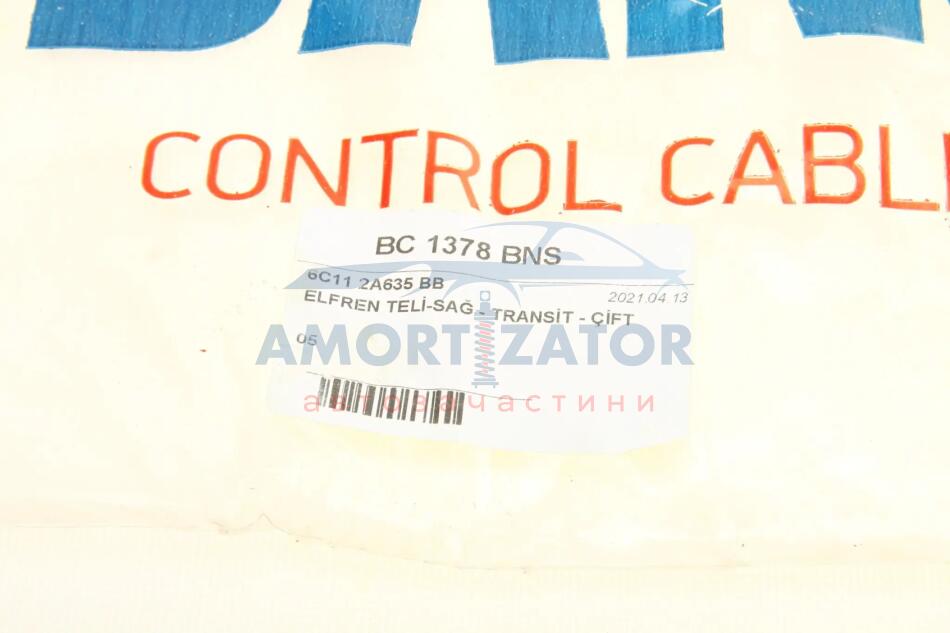 CONTROL CABL
BC 1378 BNS
6C11 2A635 BB
2021.04.13
ELFREN TELİ-SAĞ - TRANSİT - ÇİFT
05
AMORTIZATOR
автозачастини